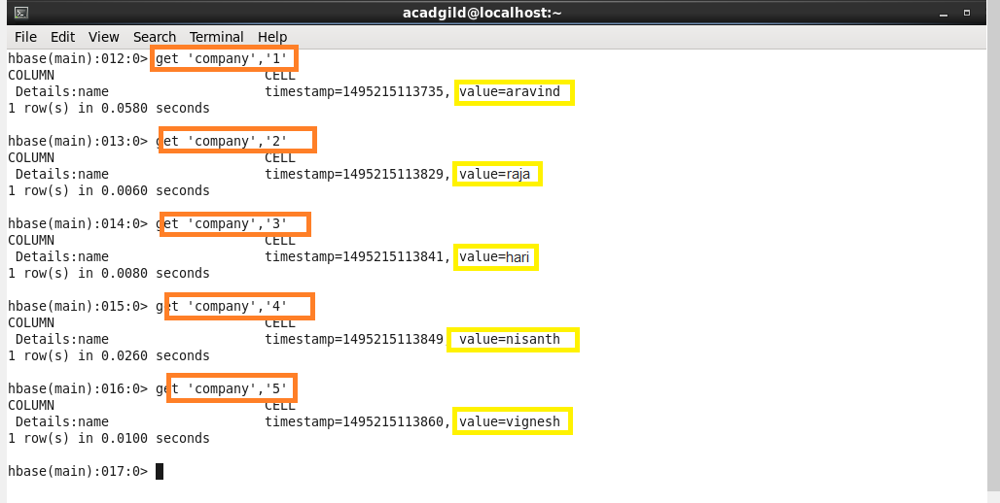 acadgild@localhost:~
File Edit View Search Terminal Help
hbase(main):012:0> get 'company','1'
COLUMN CELL
Details:name timestamp=1495215113735, value=aravind
1 row(s) in 0.0580 seconds
hbase(main):013:0> get 'company','2'
COLUMN CELL
Details:name timestamp=1495215113829, value=raja
1 row(s) in 0.0060 seconds
hbase(main):014:0> get 'company','3'
COLUMN CELL
Details:name timestamp=1495215113841, value=hari
1 row(s) in 0.0080 seconds
hbase(main):015:0> get 'company','4'
COLUMN CELL
Details:name timestamp=1495215113849 value=nisanth
1 row(s) in 0.0260 seconds
hbase(main):016:0> get 'company','5'
COLUMN CELL
Details:name timestamp=1495215113860, value=vignesh
1 row(s) in 0.0100 seconds
hbase(main):017:0>